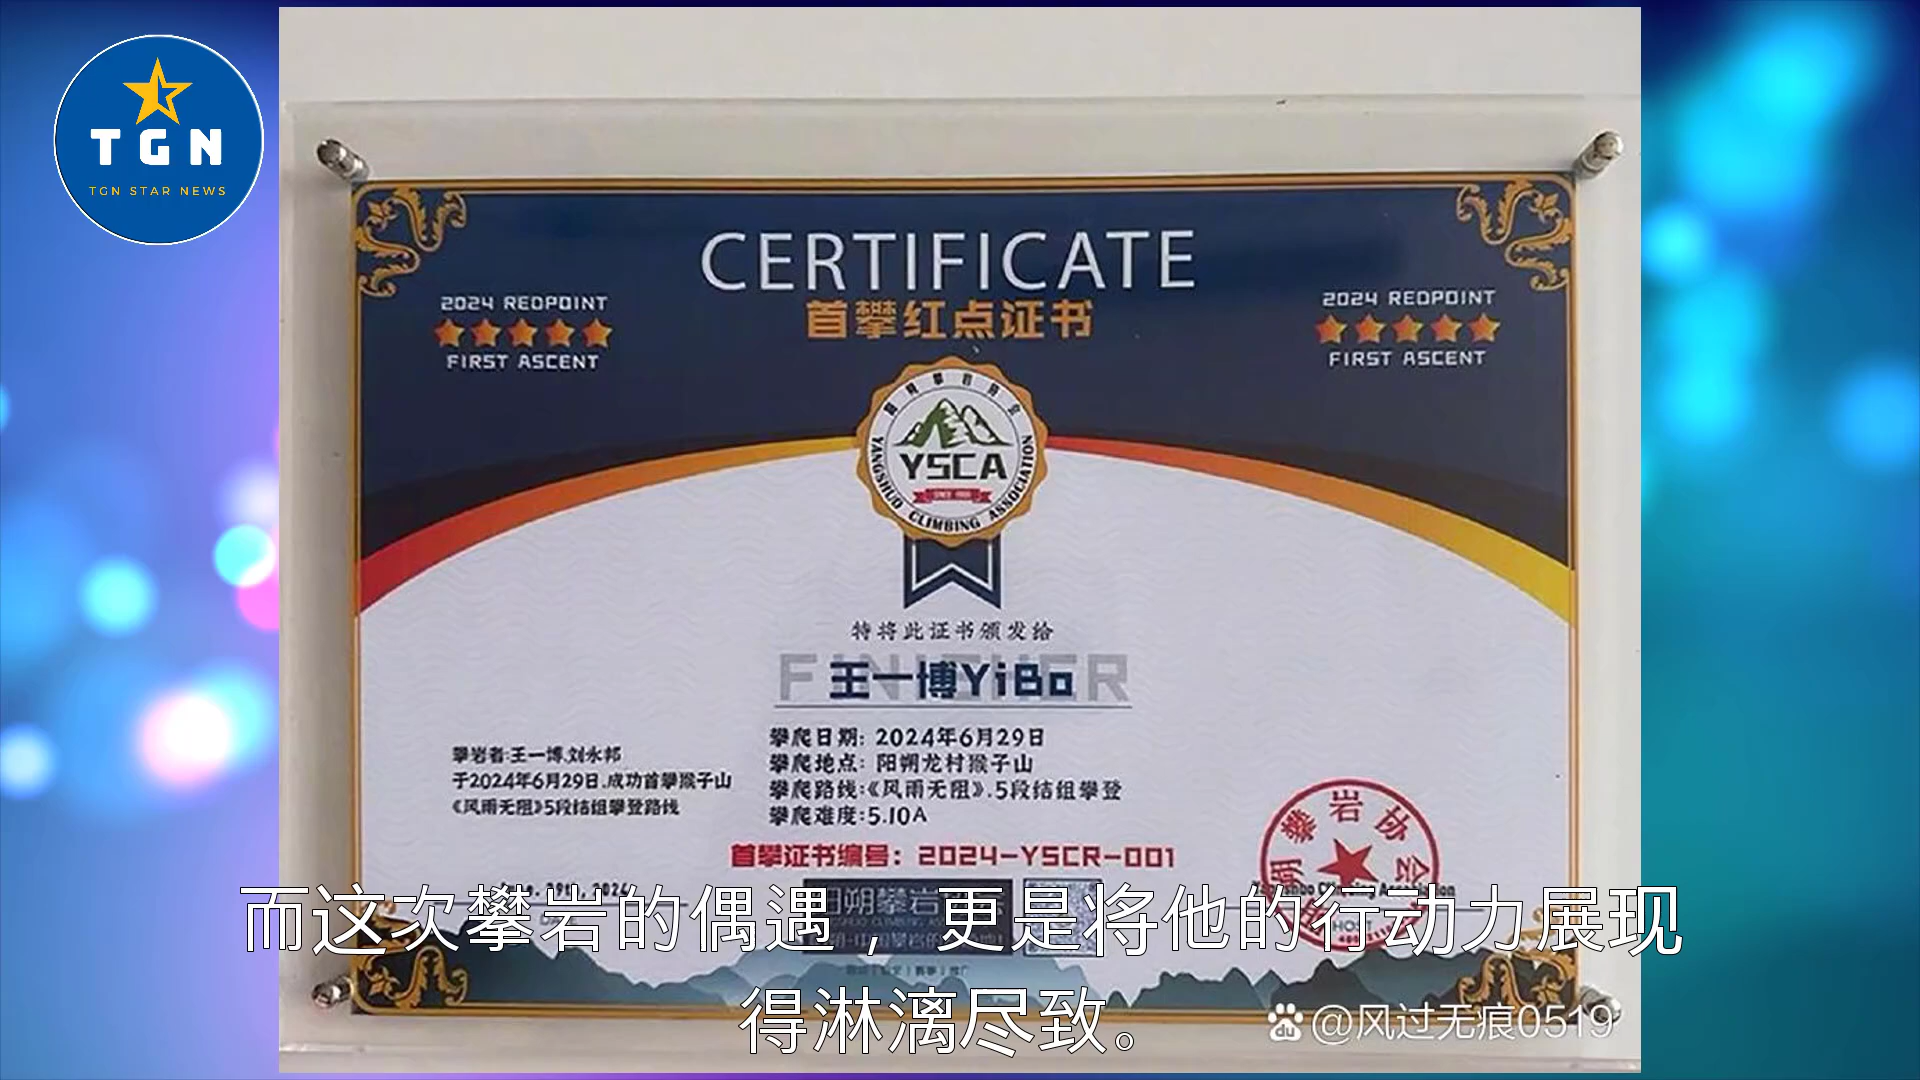 TGN
TGN STAR NEWS
CERTIFICATE
首攀红点证书
2024 REDPOINT
FIRST ASCENT
2024 REDPOINT
FIRST ASCENT
YSCA
YANGSHUO CLIMBING ASSOCIATION
特将此证书颁发给
FINISHER
王一博YiBo
攀岩者:王一博.刘永邦
于2024年6月29日.成功首攀猴子山
《风雨无阻》5段结组攀登路线
攀爬日期: 2024年6月29日
攀爬地点: 阳朔龙村猴子山
攀爬路线:《风雨无阻》.5段结组攀登
攀爬难度:5.10A
首攀证书编号: 2024-YSCR-001
而这次攀岩的偶遇，更是将他的行动力展现
得淋漓尽致。
@风过无痕0519